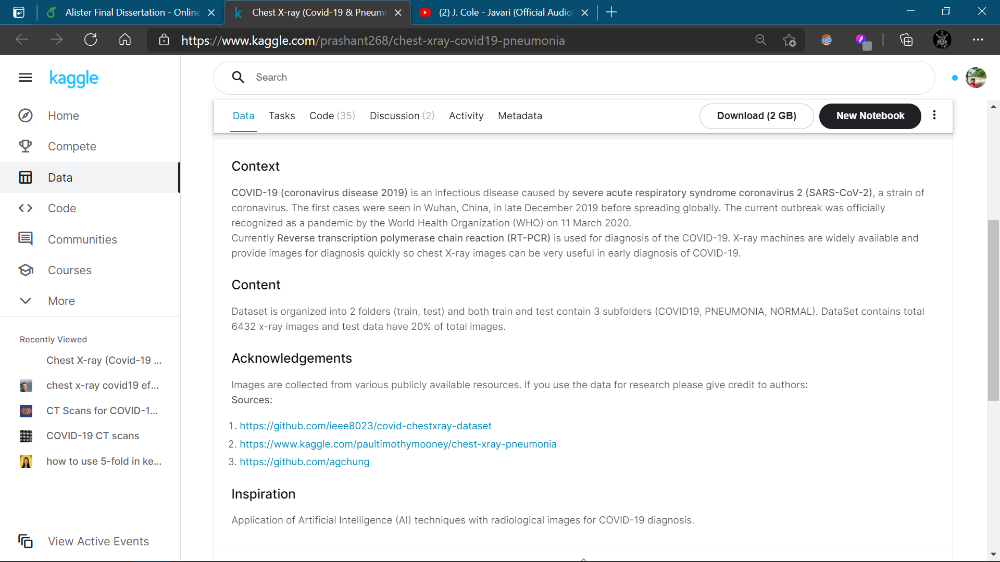 Alister Final Dissertation - Online
Chest X-ray (Covid-19 & Pneumo
(2) J. Cole - Javari (Official Audio)
https://www.kaggle.com/prashant268/chest-xray-covid19-pneumonia
kaggle
Search
Data Tasks Code (35) Discussion (2) Activity Metadata Download (2 GB) New Notebook
Home
Compete
Data
Code
Communities
Courses
More
Recently Viewed
Chest X-ray (Covid-19 ...
chest x-ray covid19 ef...
CT Scans for COVID-1...
COVID-19 CT scans
how to use 5-fold in ke...
View Active Events
Context
COVID-19 (coronavirus disease 2019) is an infectious disease caused by severe acute respiratory syndrome coronavirus 2 (SARS-CoV-2), a strain of
coronavirus. The first cases were seen in Wuhan, China, in late December 2019 before spreading globally. The current outbreak was officially
recognized as a pandemic by the World Health Organization (WHO) on 11 March 2020.
Currently Reverse transcription polymerase chain reaction (RT-PCR) is used for diagnosis of the COVID-19. X-ray machines are widely available and
provide images for diagnosis quickly so chest X-ray images can be very useful in early diagnosis of COVID-19.
Content
Dataset is organized into 2 folders (train, test) and both train and test contain 3 subfolders (COVID19, PNEUMONIA, NORMAL). DataSet contains total
6432 x-ray images and test data have 20% of total images.
Acknowledgements
Images are collected from various publicly available resources. If you use the data for research please give credit to authors:
Sources:
1. https://github.com/ieee8023/covid-chestxray-dataset
2. https://www.kaggle.com/paultimothymooney/chest-xray-pneumonia
3. https://github.com/agchung
Inspiration
Application of Artificial Intelligence (AI) techniques with radiological images for COVID-19 diagnosis.